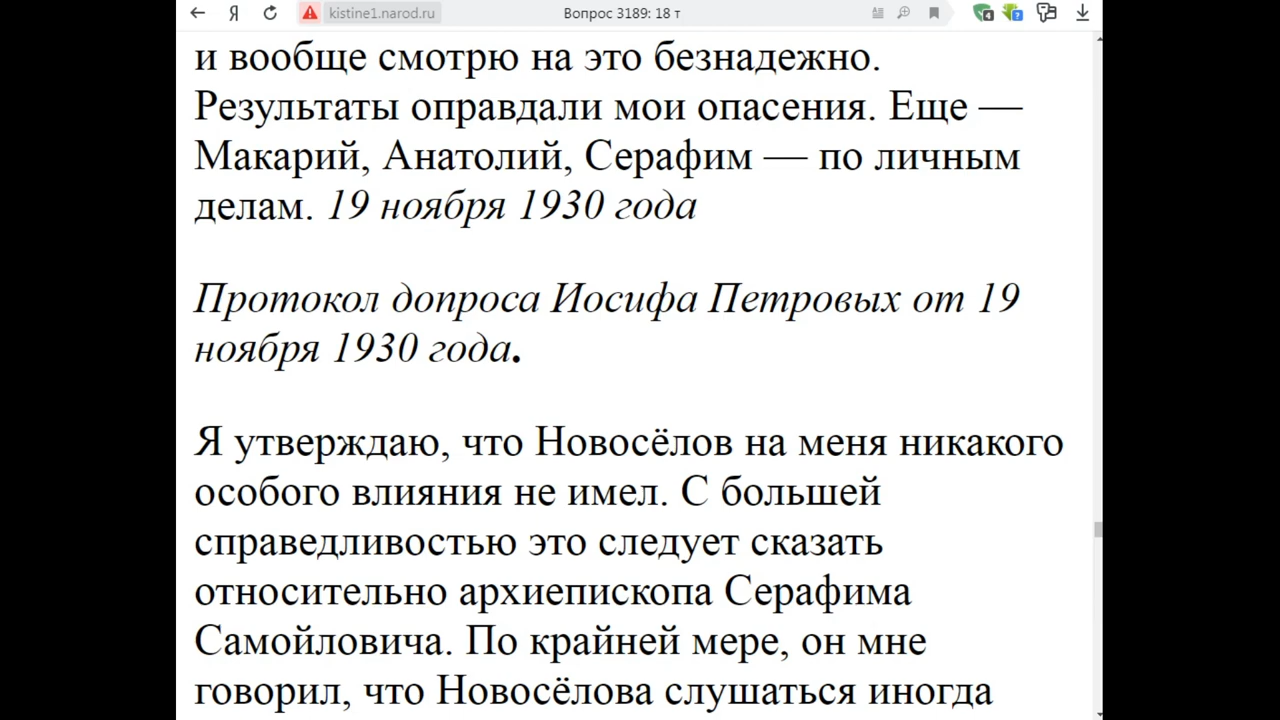 Я kistine1.narod.ru Вопрос 3189: 18 т
и вообще смотрю на это безнадежно.
Результаты оправдали мои опасения. Еще —
Макарий, Анатолий, Серафим — по личным
делам. 19 ноября 1930 года
Протокол допроса Иосифа Петровых от 19
ноября 1930 года.
Я утверждаю, что Новосёлов на меня никакого
особого влияния не имел. С большей
справедливостью это следует сказать
относительно архиепископа Серафима
Самойловича. По крайней мере, он мне
говорил, что Новосёлова слушаться иногда